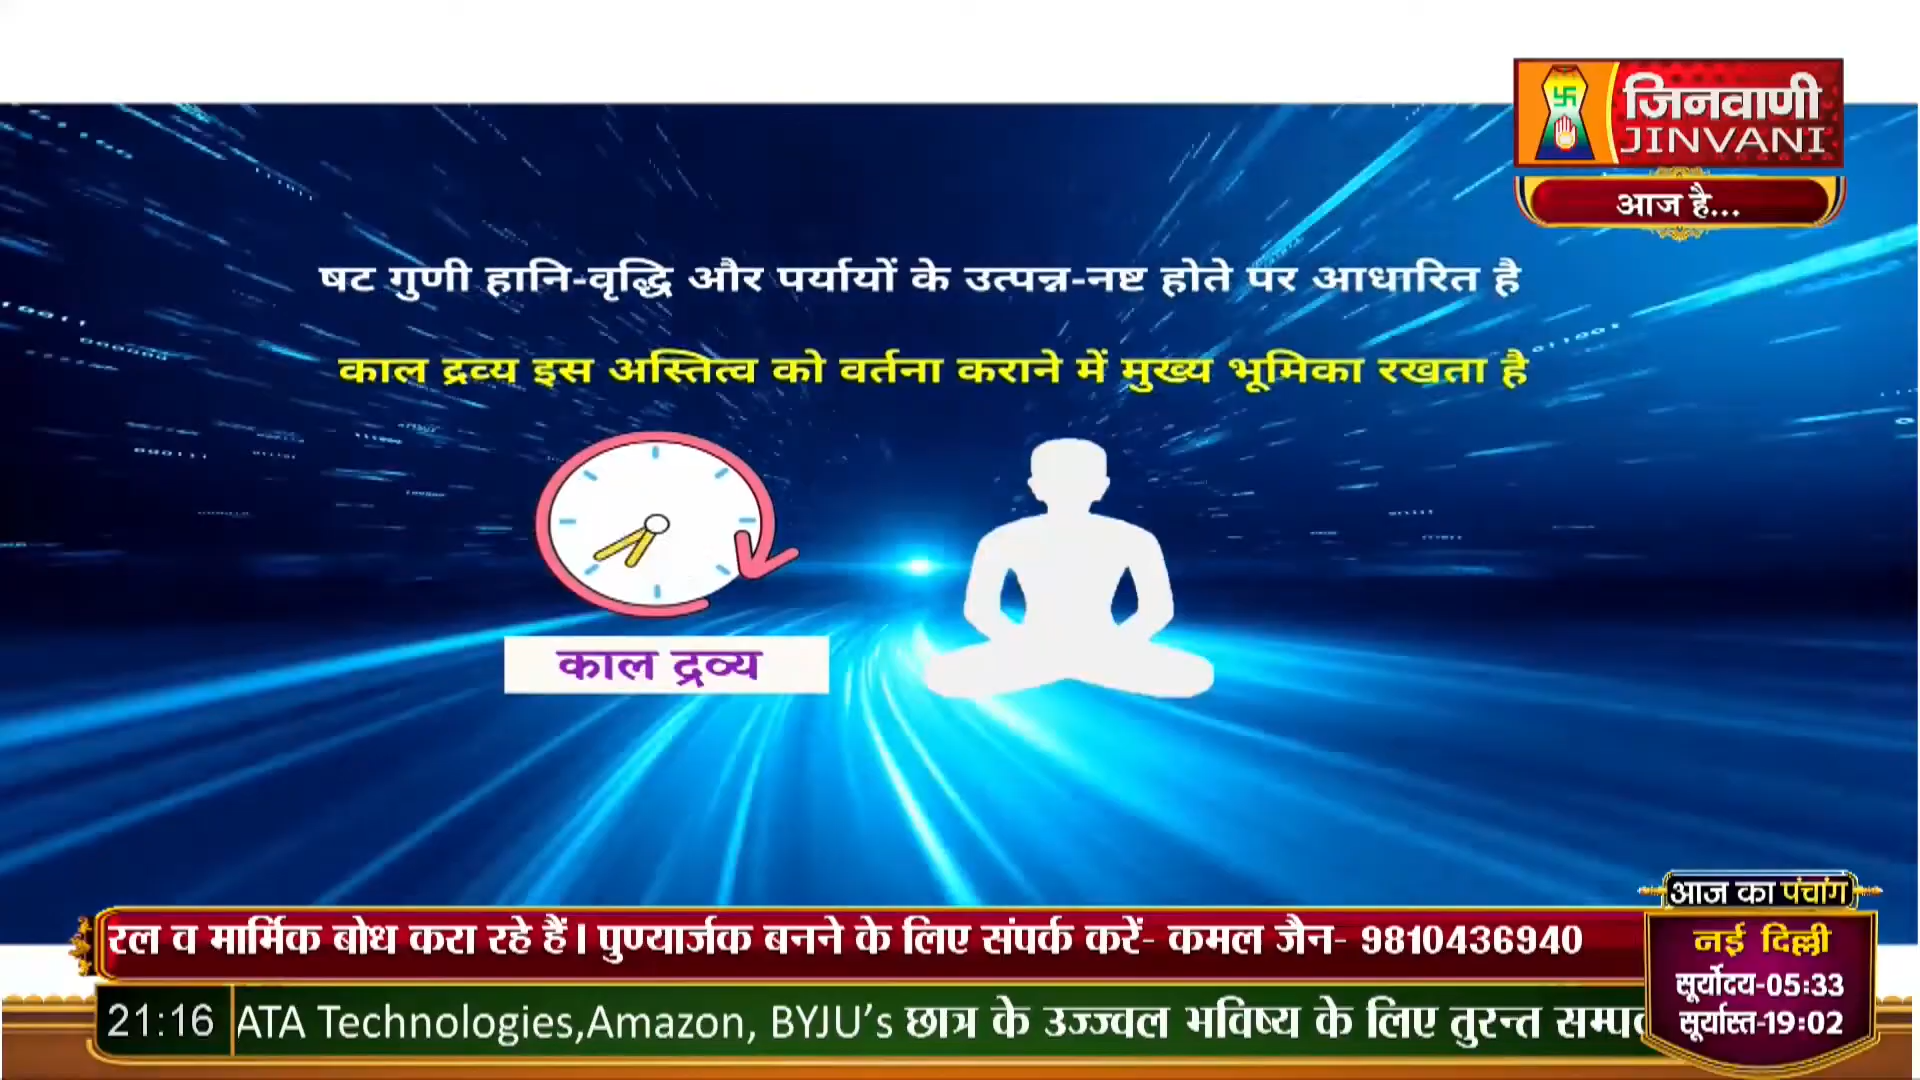 जिनवाणी
JINVANI
आज है...
षट गुणी हानि-वृद्धि और पर्यायों के उत्पन्न-नष्ट होते पर आधारित है
काल द्रव्य इस अस्तित्व को वर्तना कराने में मुख्य भूमिका रखता है
काल द्रव्य
आज का पंचांग
रल व मार्मिक बोध करा रहे हैं। पुण्यार्जक बनने के लिए संपर्क करें- कमल जैन- 9810436940
नई दिल्ली
सूर्योदय-05:33
सूर्यास्त-19:02
21:16
ATA Technologies,Amazon, BYJU’s छात्र के उज्ज्वल भविष्य के लिए तुरन्त